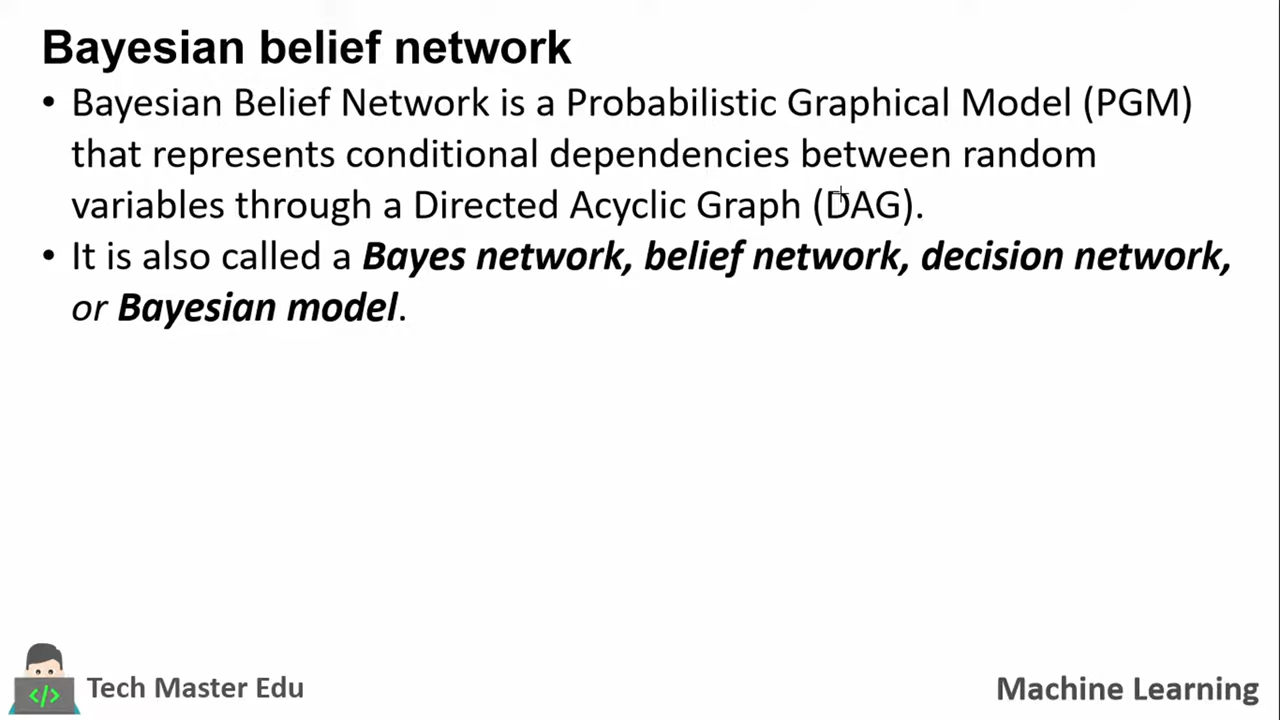 Bayesian belief network
• Bayesian Belief Network is a Probabilistic Graphical Model (PGM)
that represents conditional dependencies between random
variables through a Directed Acyclic Graph (DAG).
• It is also called a Bayes network, belief network, decision network,
or Bayesian model.
</>
Tech Master Edu
Machine Learning